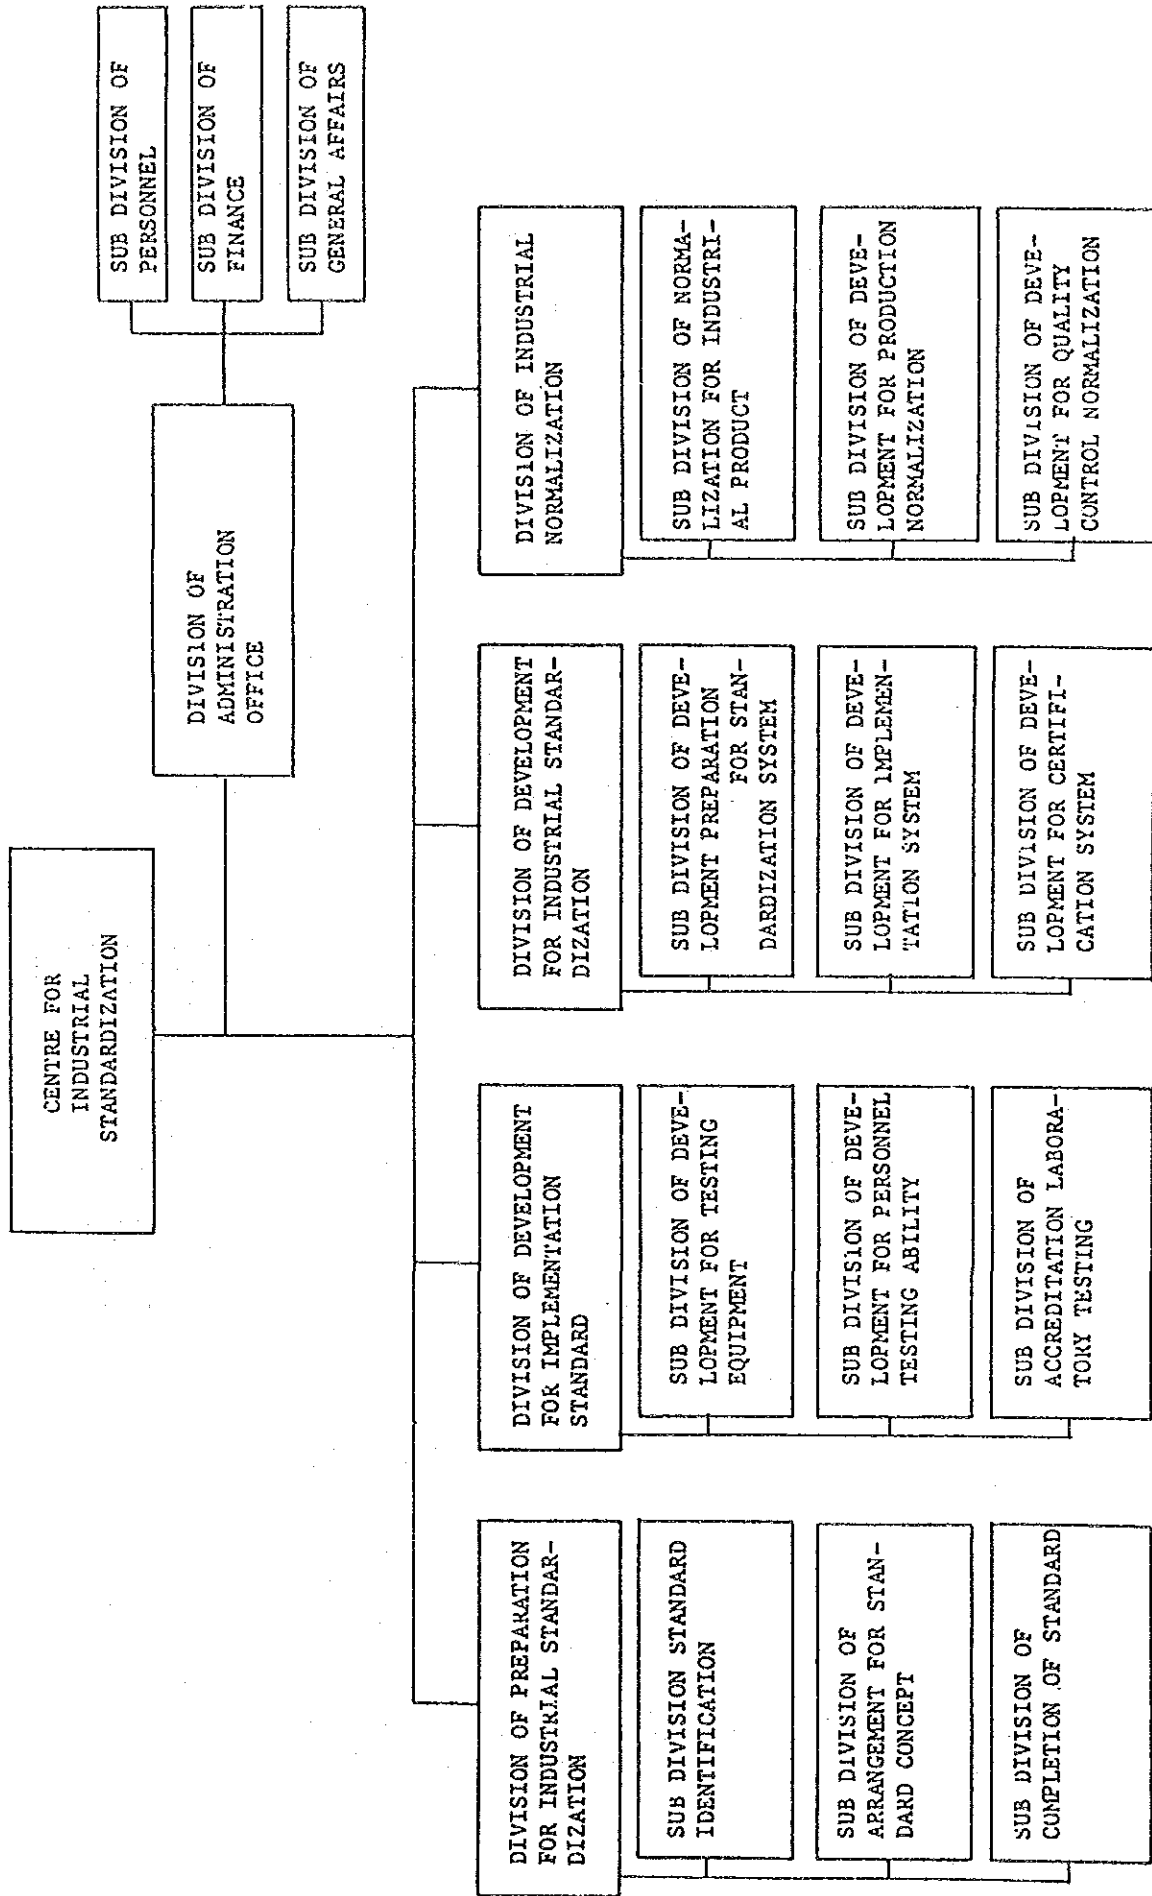 CENTRE FOR
INDUSTRIAL
STANDARDIZATION
DIVISION OF
ADMINISTRATION
OFFICE
SUB DIVISION OF
PERSONNEL
SUB DIVISION OF
FINANCE
SUB DIVISION OF
GENERAL AFFAIRS
DIVISION OF PREPARATION
FOR INDUSTRIAL STANDAR-
DIZATION
SUB DIVISION STANDARD
IDENTIFICATION
SUB DIVISION OF
ARRANGEMENT FOR STAN-
DARD CONCEPT
SUB DIVISION OF
COMPLETION OF STANDARD
DIVISION OF DEVELOPMENT
FOR IMPLEMENTATION
STANDARD
SUB DIVISION OF DEVE-
LOPMENT FOR TESTING
EQUIPMENT
SUB DIVISION OF DEVE-
LOPMENT FOR PERSONNEL
TESTING ABILITY
SUB DIVISION OF
ACCREDITATION LABORA-
TORY TESTING
DIVISION OF DEVELOPMENT
FOR INDUSTRIAL STANDAR-
DIZATION
SUB DIVISION OF DEVE-
LOPMENT PREPARATION
FOR STAN-
DARDIZATION SYSTEM
SUB DIVISION OF DEVE-
LOPMENT FOR IMPLEMEN-
TATION SYSTEM
SUB DIVISION OF DEVE-
LOPMENT FOR CERTIFI-
CATION SYSTEM
DIVISION OF INDUSTRIAL
NORMALIZATION
SUB DIVISION OF NORMA-
LIZATION FOR INDUSTRI-
AL PRODUCT
SUB DIVISION OF DEVE-
LOPMENT FOR PRODUCTION
NORMALIZATION
SUB DIVISION OF DEVE-
LOPMENT FOR QUALITY
CONTROL NORMALIZATION